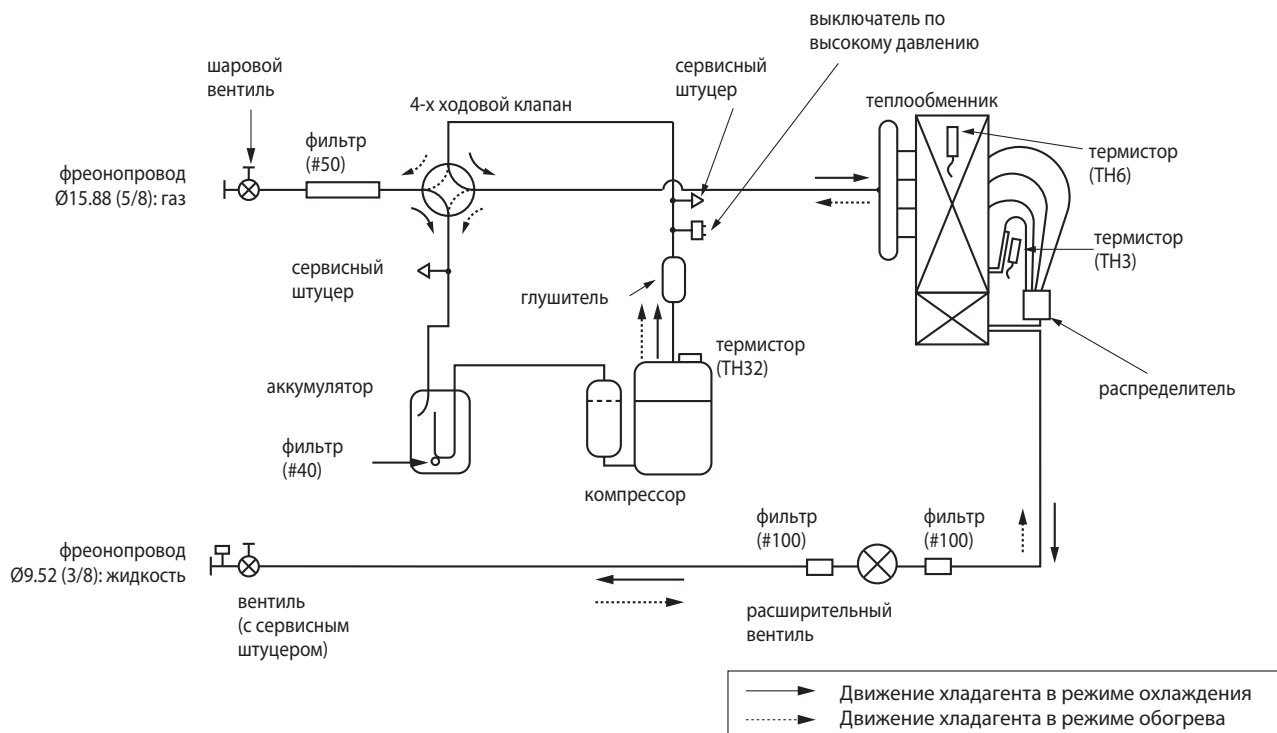 выключатель по
высокому давлению
шаровой
вентиль
сервисный
штуцер
4-х ходовой клапан
теплообменник
фильтр
(#50)
термистор
(TH6)
фреонопровод
Ø15.88 (5/8): газ
термистор
(TH3)
сервисный
штуцер
глушитель
термистор
(TH32)
аккумулятор
распределитель
фильтр
(#40)
компрессор
фильтр
(#100)
фильтр
(#100)
фреонопровод
Ø9.52 (3/8): жидкость
вентиль
(с сервисным
штуцером)
расширительный
вентиль
Движение хладагента в режиме охлаждения
Движение хладагента в режиме обогрева